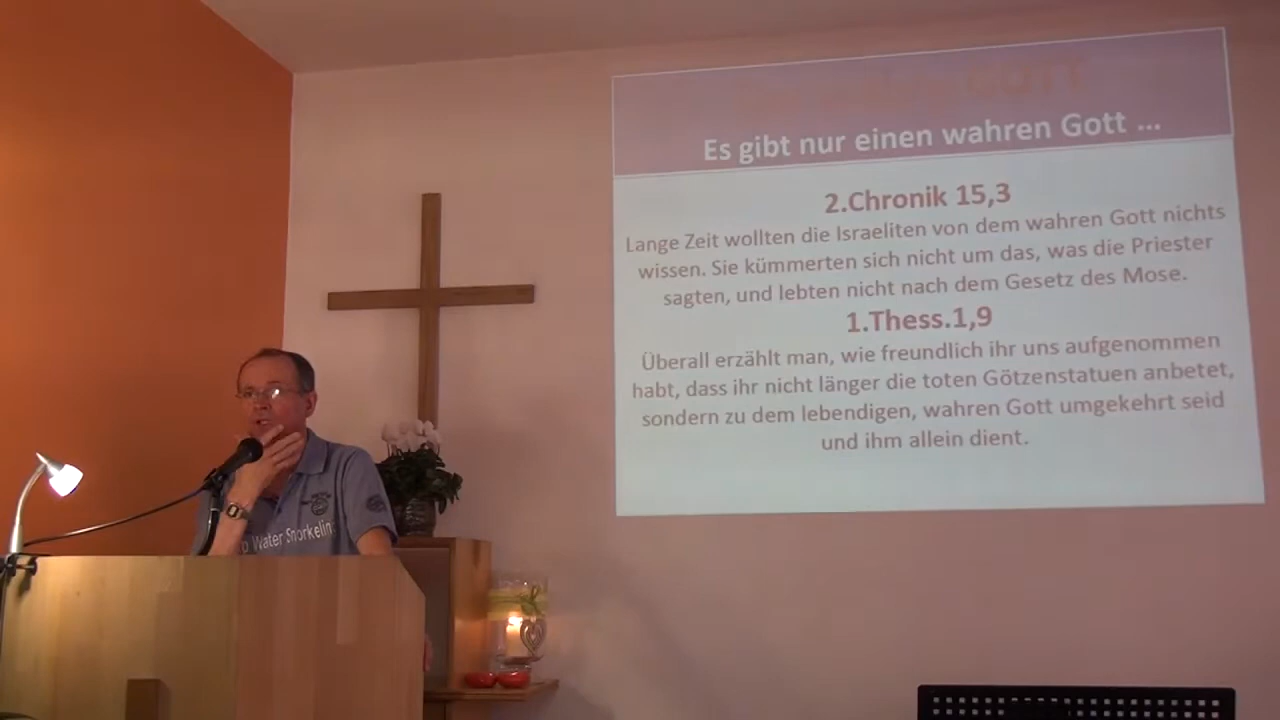 Es gibt nur einen wahren Gott ...
2.Chronik 15,3
Lange Zeit wollten die Israeliten von dem wahren Gott nichts
wissen. Sie kümmerten sich nicht um das, was die Priester
sagten, und lebten nicht nach dem Gesetz des Mose.
1.Thess.1,9
Überall erzählt man, wie freundlich ihr uns aufgenommen
habt, dass ihr nicht länger die toten Götzenstatuen anbetet,
sondern zu dem lebendigen, wahren Gott umgekehrt seid
und ihm allein dient.
Water Snorkelin